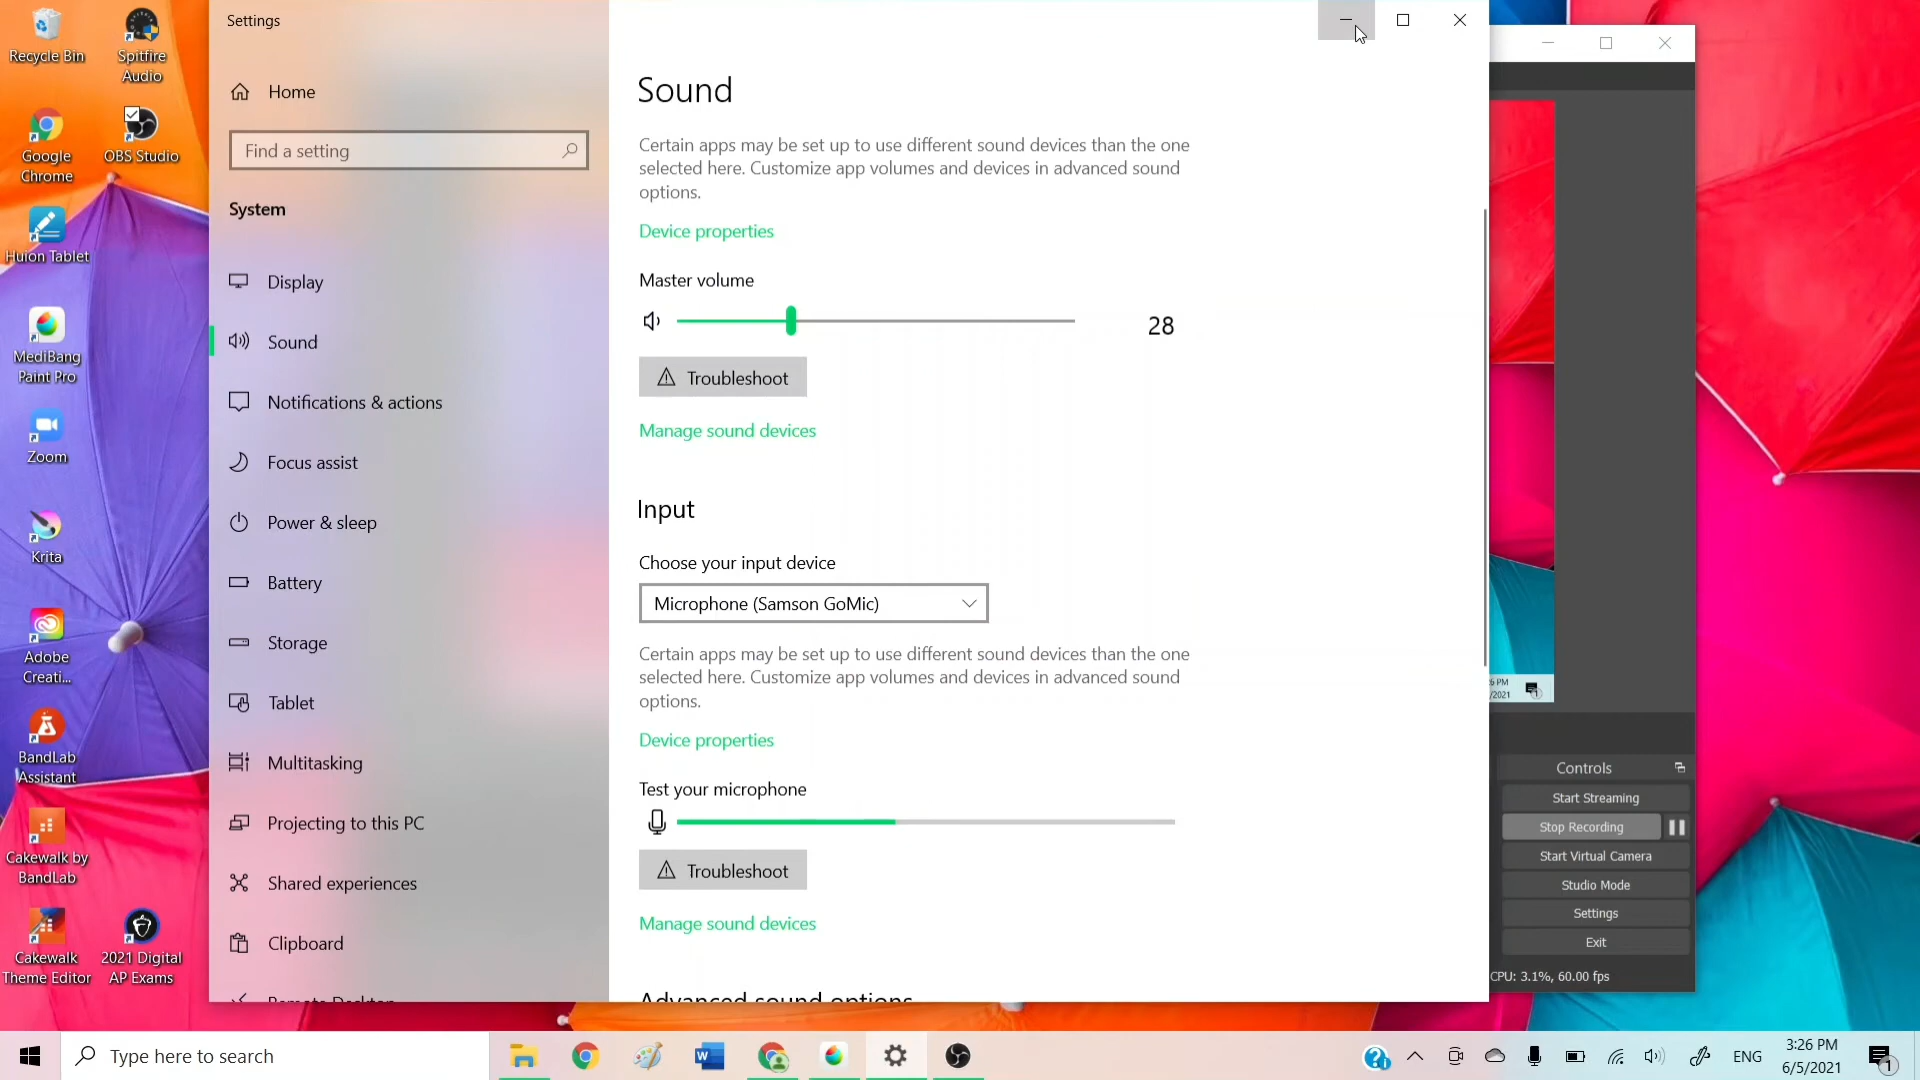 Recycle Bin
Spitfire
Audio
Google
Chrome
OBS Studio
Huion Tablet
MediBang
Paint Pro
Zoom
Krita
Adobe
Creati...
BandLab
Assistant
Cakewalk by
BandLab
Cakewalk
Theme Editor
2021 Digital
AP Exams
Settings
Home
Find a setting
System
Display
Sound
Notifications & actions
Focus assist
Power & sleep
Battery
Storage
Tablet
Multitasking
Projecting to this PC
Shared experiences
Clipboard
Remote Desktop
Sound
Certain apps may be set up to use different sound devices than the one
selected here. Customize app volumes and devices in advanced sound
options.
Device properties
Master volume
28
Troubleshoot
Manage sound devices
Input
Choose your input device
Microphone (Samson GoMic)
Certain apps may be set up to use different sound devices than the one
selected here. Customize app volumes and devices in advanced sound
options.
Device properties
Test your microphone
Troubleshoot
Manage sound devices
Advanced sound options
PM
/2021
Controls
Start Streaming
Stop Recording
Start Virtual Camera
Studio Mode
Settings
Exit
CPU: 3.1%, 60.00 fps
Type here to search
ENG
3:26 PM
6/5/2021
1